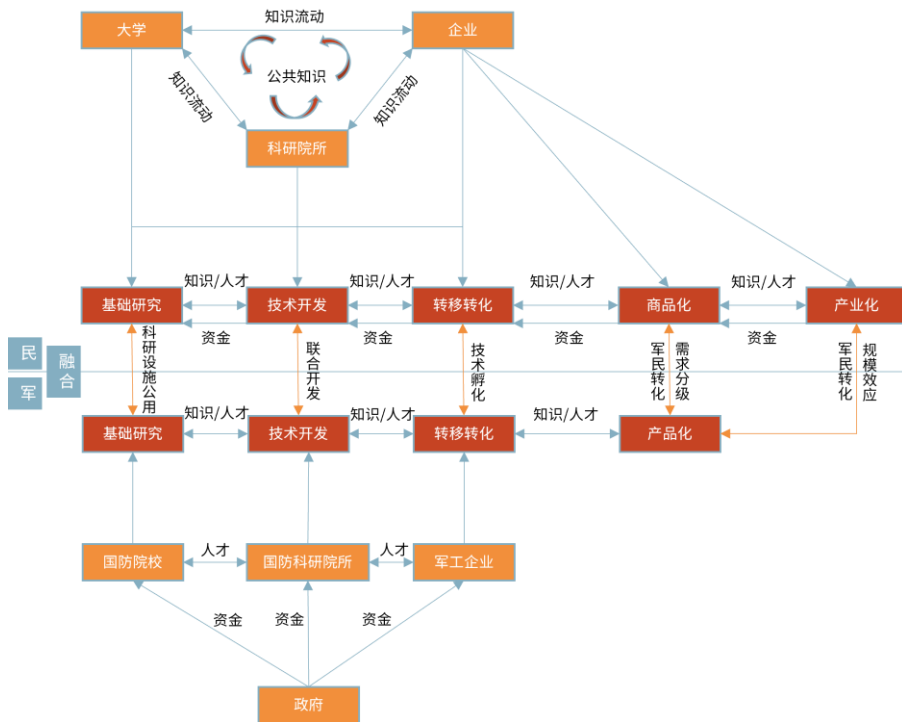 知识流动
大学
企业
公共知识
知识流动
知识流动
科研院所
知识/人才
知识/人才
知识/人才
知识/人才
基础研究
技术开发
转移转化
商品化
产业化
资金
资金
资金
资金
民
军
融合
科研设施公用
联合开发
技术孵化
军民转化
需求分级
军民转化
规模效应
知识/人才
知识/人才
知识/人才
基础研究
技术开发
转移转化
产品化
人才
人才
国防院校
国防科研院所
军工企业
资金
资金
资金
政府